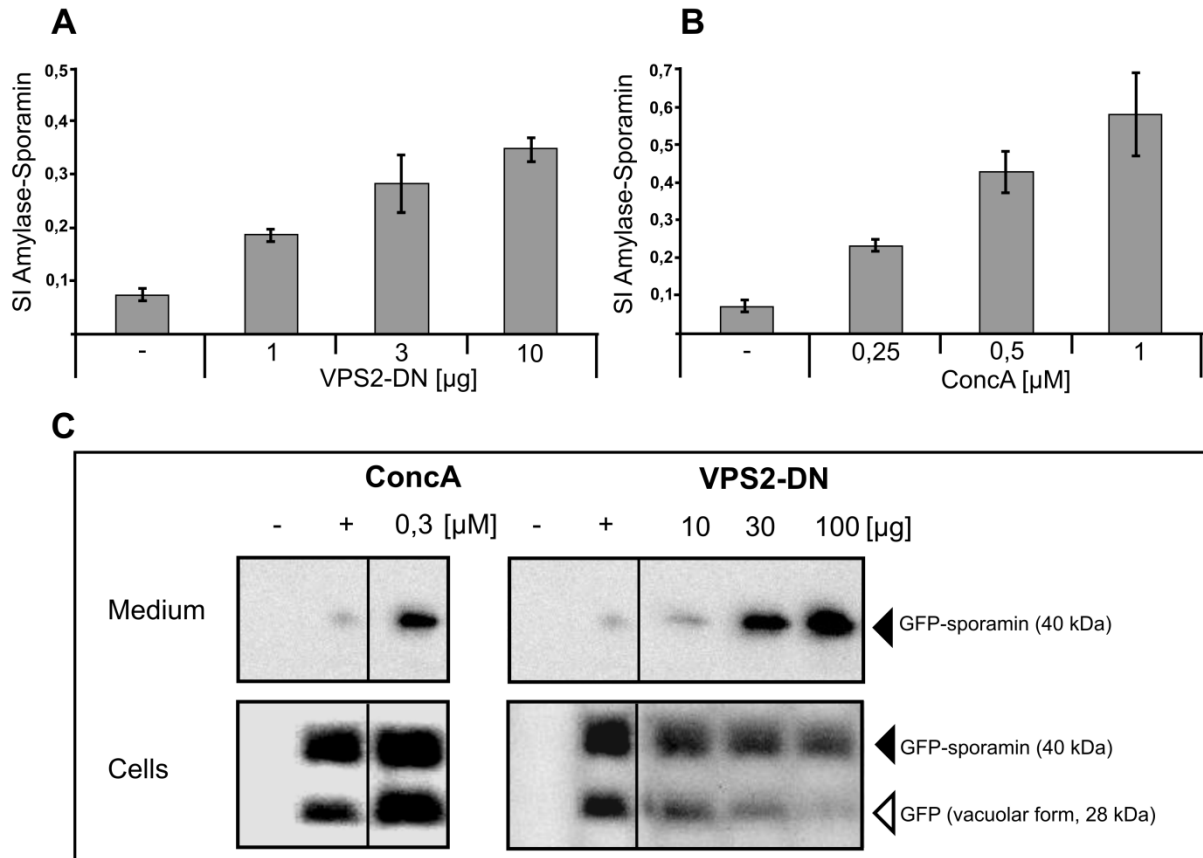 A
SI Amylase-Sporamin
0,5
0,4
0,3
0,2
0,1
- 1 3 10
VPS2-DN [µg]
B
SI Amylase-Sporamin
0,7
0,6
0,5
0,4
0,3
0,2
0,1
- 0,25 0,5 1
ConcA [µM]
C
ConcA VPS2-DN
- + 0,3 [µM] - + 10 30 100 [µg]
Medium
GFP-sporamin (40 kDa)
Cells
GFP-sporamin (40 kDa)
GFP (vacuolar form, 28 kDa)